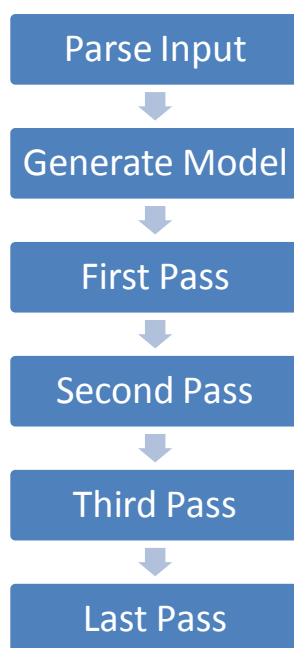 Parse Input
Generate Model
First Pass
Second Pass
Third Pass
Last Pass